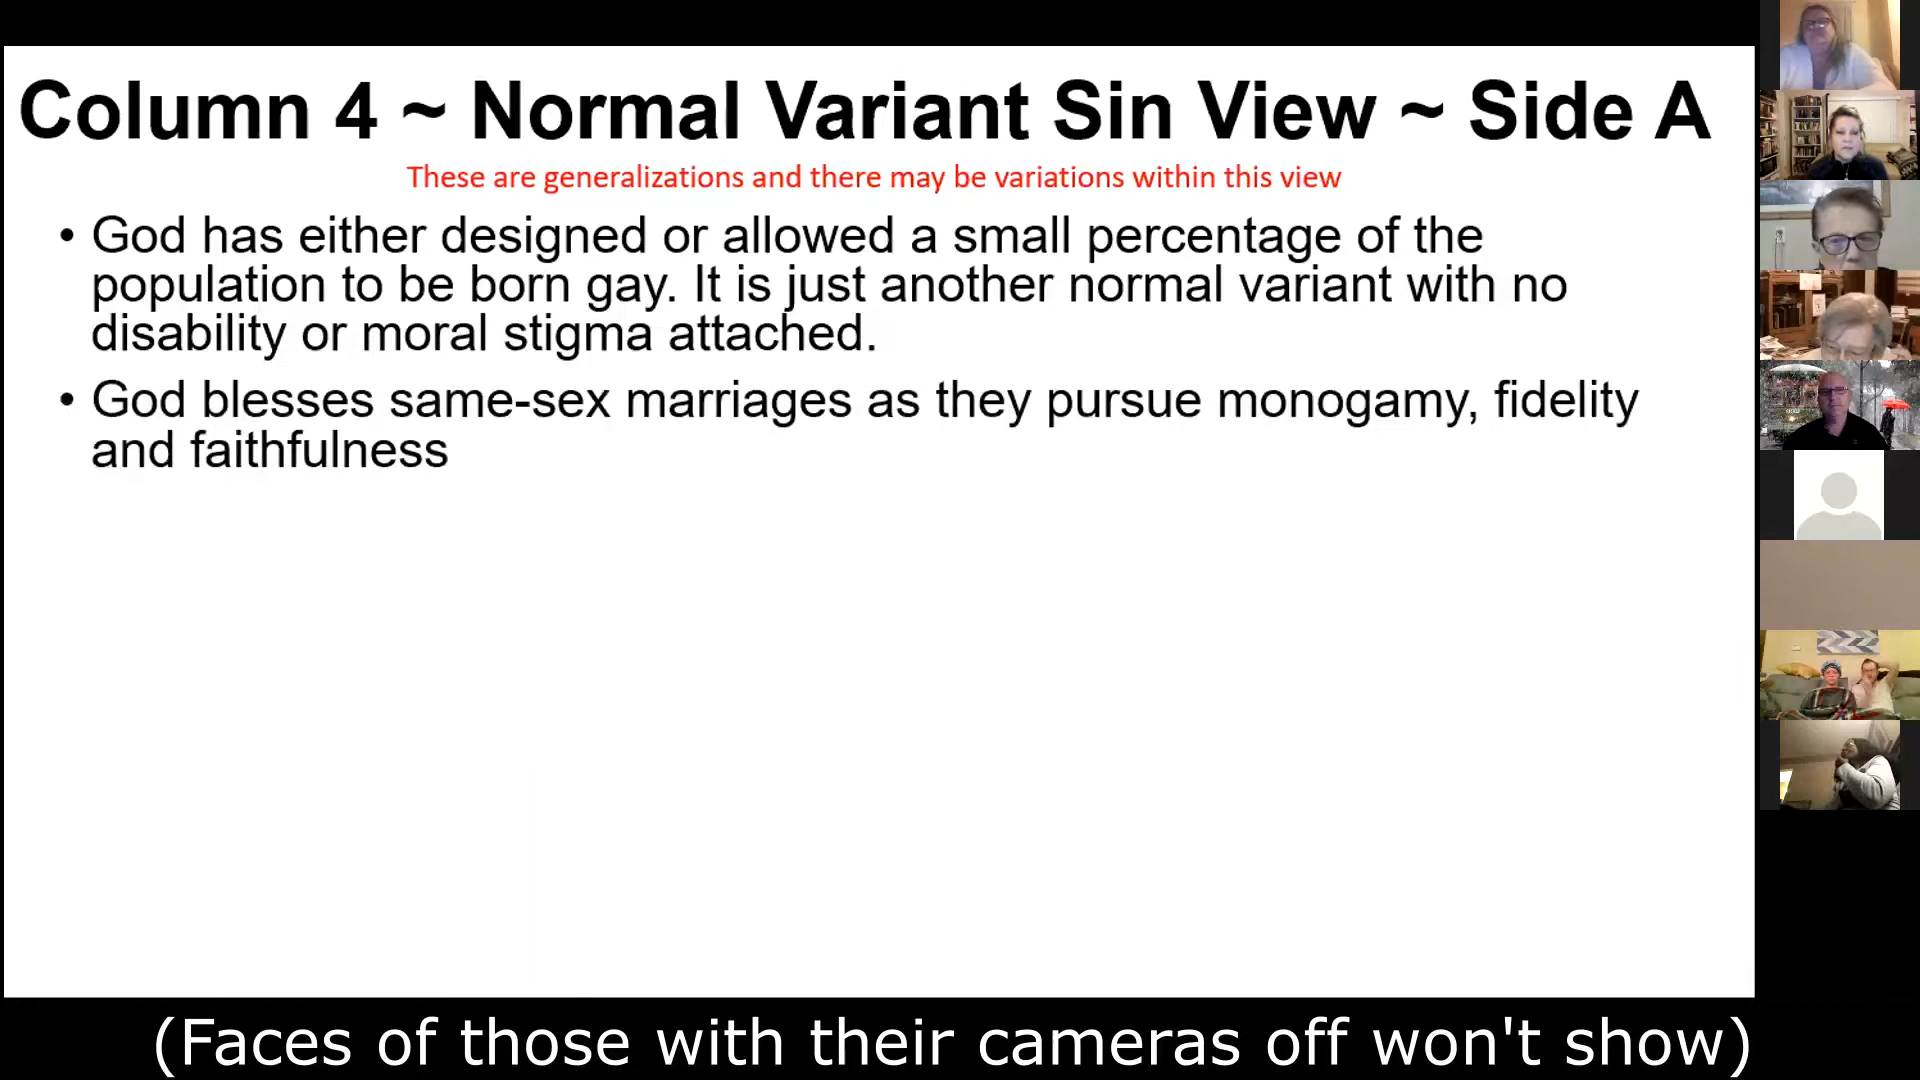 Column 4 ~ Normal Variant Sin View ~ Side A
These are generalizations and there may be variations within this view
• God has either designed or allowed a small percentage of the
population to be born gay. It is just another normal variant with no
disability or moral stigma attached.
• God blesses same-sex marriages as they pursue monogamy, fidelity
and faithfulness
(Faces of those with their cameras off won't show)